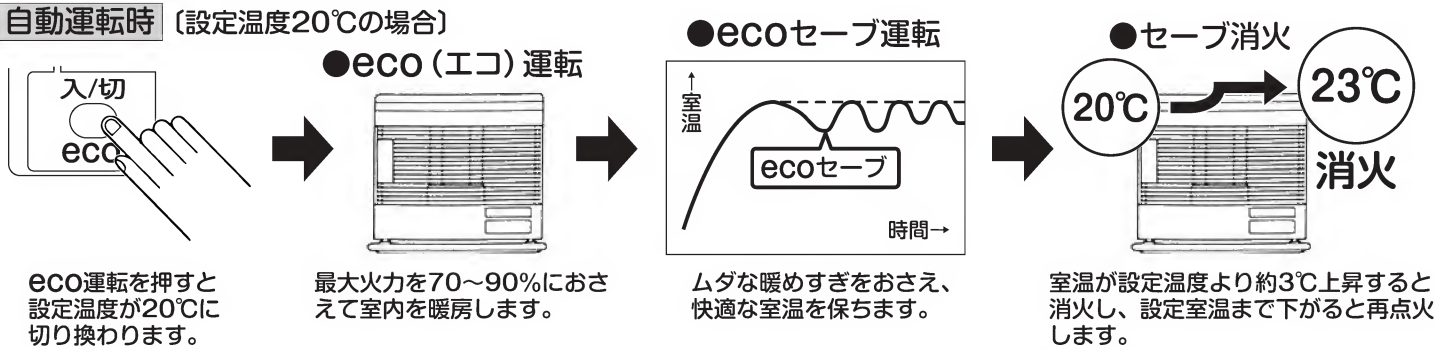 自動運転時〔設定温度20℃の場合〕
入/切
eco
eco運転を押すと
設定温度が20℃に
切り換わります。
●eco（エコ）運転
最大火力を70～90%におさ
えて室内を暖房します。
●ecoセーブ運転
↑室温
ecoセーブ
時間→
ムダな暖めすぎをおさえ、
快適な室温を保ちます。
●セーブ消火
20℃
23℃
消火
室温が設定温度より約3℃上昇すると
消火し、設定室温まで下がると再点火
します。